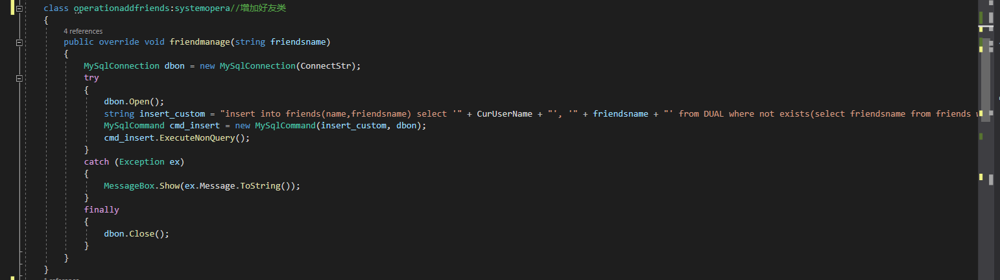 class operationaddfriends:systemopera//增加好友类
{
4 references
public override void friendmanage(string friendsname)
{
MySqlConnection dbon = new MySqlConnection(ConnectStr);
try
{
dbon.Open();
string insert_custom = "insert into friends(name,friendsname) select '" + CurUserName + "', '" + friendsname + "' from DUAL where not exists(select friendsname from friends
MySqlCommand cmd_insert = new MySqlCommand(insert_custom, dbon);
cmd_insert.ExecuteNonQuery();
}
catch (Exception ex)
{
MessageBox.Show(ex.Message.ToString());
}
finally
{
dbon.Close();
}
}
}
1 reference